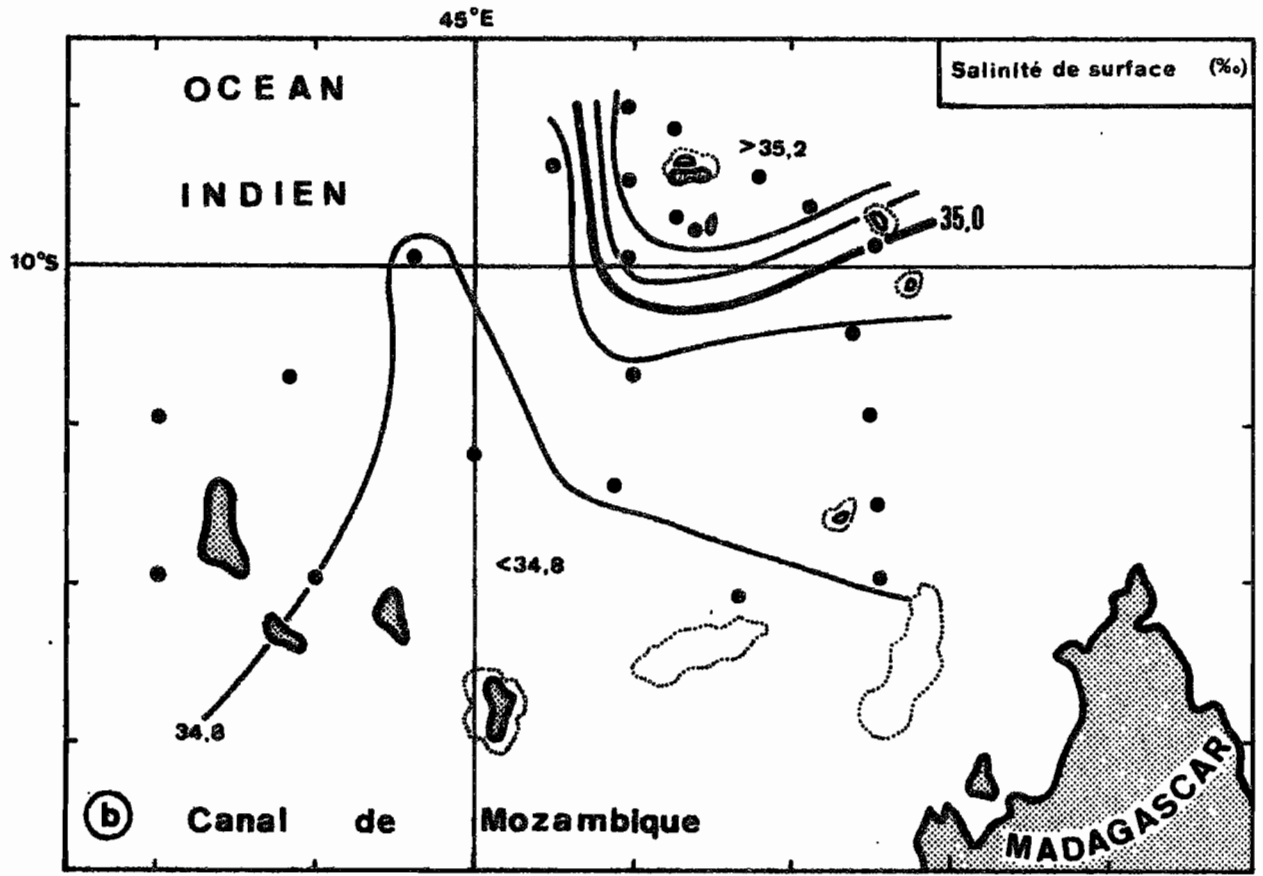 45°E
Salinité de surface (‰)
OCEAN
INDIEN
>35,2
35,0
10°S
<34,8
34,8
b Canal de Mozambique
MADAGASCAR